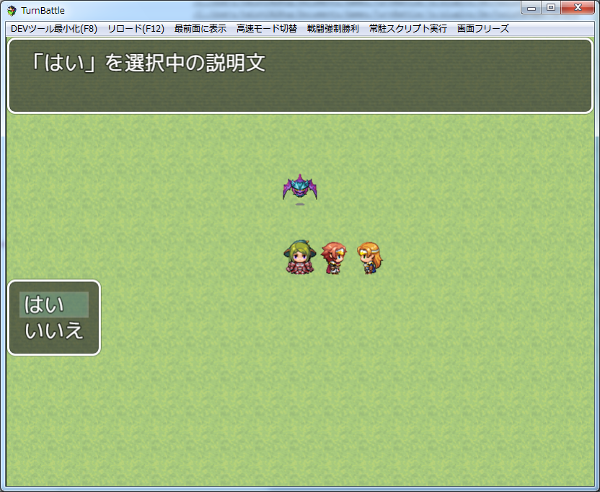 TurnBattle
DEVツール最小化(F8) リロード(F12) 最前面に表示 高速モード切替 戦闘強制勝利 常駐スクリプト実行 画面フリーズ
「はい」を選択中の説明文
はい
いいえ